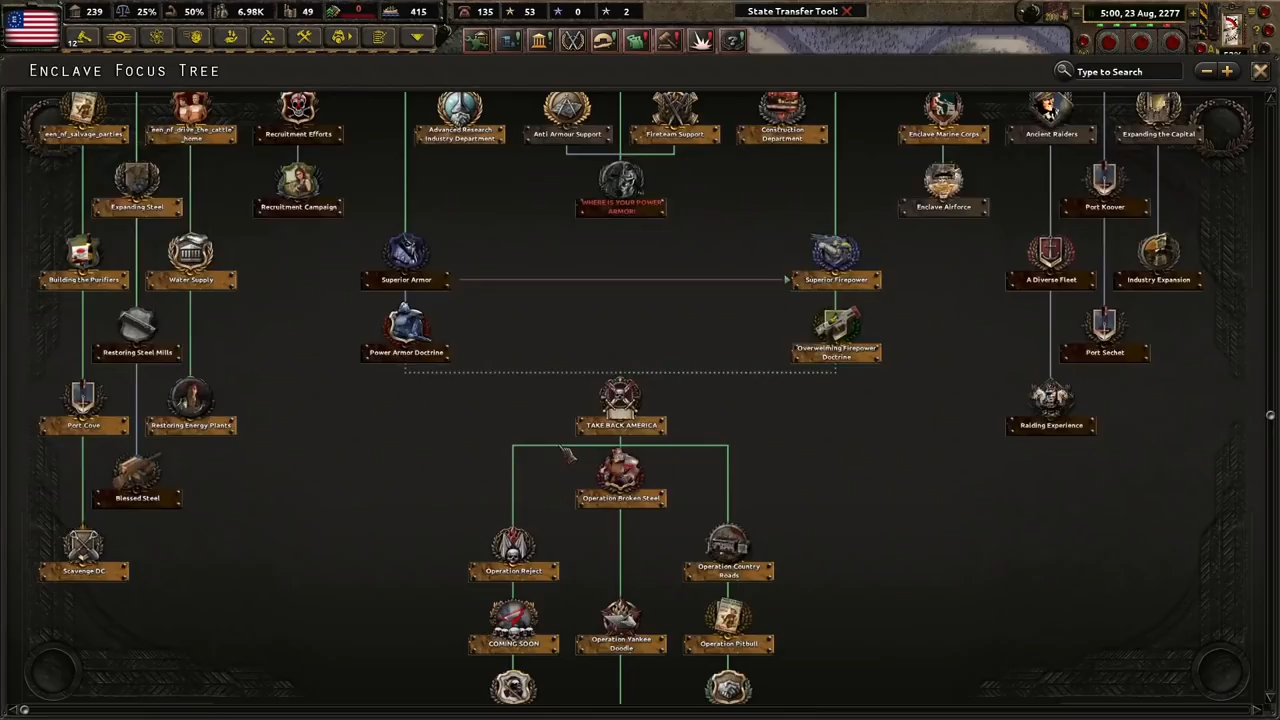 239 25% 50% 6.98K 49 0 415 135 53 0 2 State Transfer Tool: 5:00, 23 Aug, 2277
12
ENCLAVE FOCUS TREE
Type to Search
een_nf_salvage_parties
een_nf_drive_the_cattle_home
Recruitment Efforts
Advanced Research
Industry Department
Anti Armour Support
Fireteam Support
Construction
Department
Enclave Marine Corps
Ancient Raiders
Expanding the Capital
Expanding Steel
Recruitment Campaign
WHERE IS YOUR POWER
ARMOR!
Enclave Airforce
Port Koover
Building the Purifiers
Water Supply
Superior Armor
Superior Firepower
A Diverse Fleet
Industry Expansion
Restoring Steel Mills
Power Armor Doctrine
Overwelming Firepower
Doctrine
Port Sechet
Port Cove
Restoring Energy Plants
TAKE BACK AMERICA
Raiding Experience
Blessed Steel
Operation Broken Steel
Scavenge DC
Operation Reject
Operation Country
Roads
COMING SOON
Operation Yankee
Doodle
Operation Pitbull